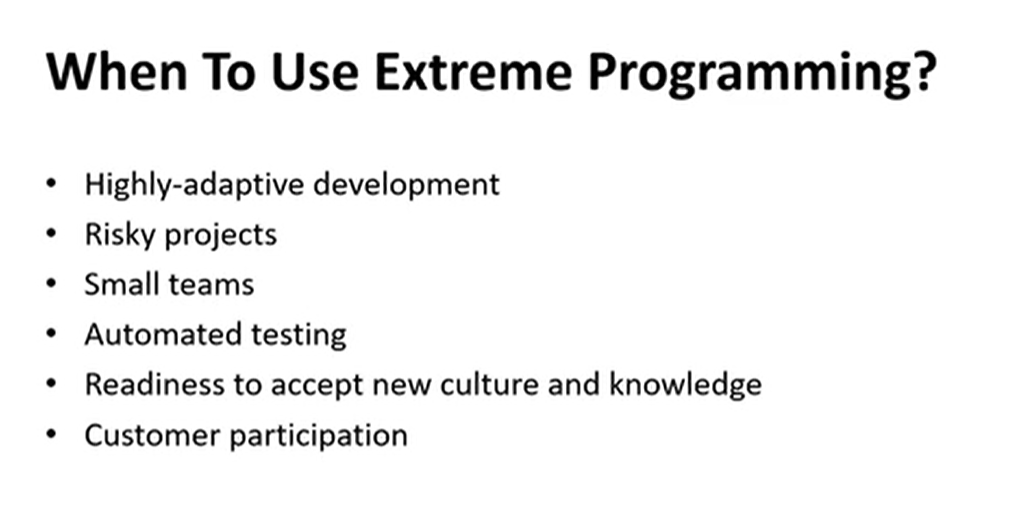 When To Use Extreme Programming?
• Highly-adaptive development
• Risky projects
• Small teams
• Automated testing
• Readiness to accept new culture and knowledge
• Customer participation